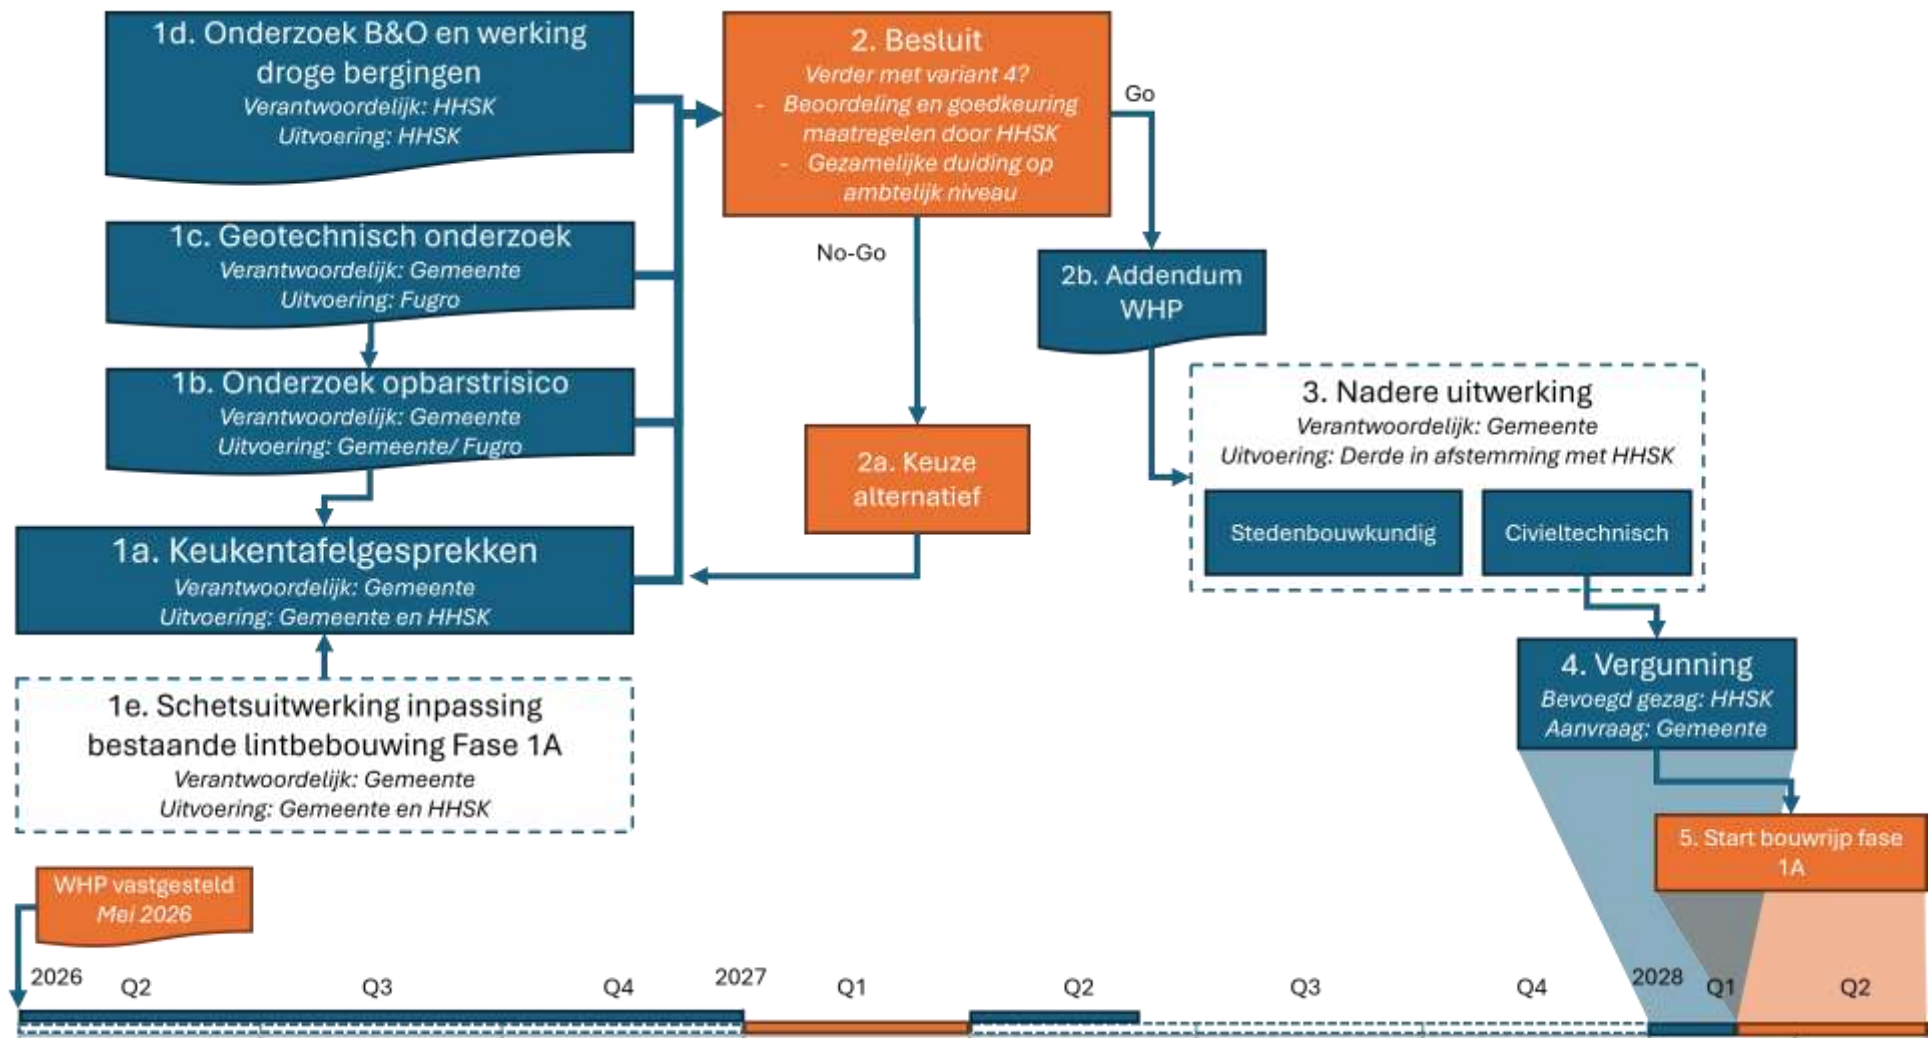 1d. Onderzoek B&O en werking
droge bergingen
Verantwoordelijk: HHSK
Uitvoering: HHSK
1c. Geotechnisch onderzoek
Verantwoordelijk: Gemeente
Uitvoering: Fugro
1b. Onderzoek opbarstrisico
Verantwoordelijk: Gemeente
Uitvoering: Gemeente/ Fugro
1a. Keukentafelgesprekken
Verantwoordelijk: Gemeente
Uitvoering: Gemeente en HHSK
1e. Schetsuitwerking inpassing
bestaande lintbebouwing Fase 1A
Verantwoordelijk: Gemeente
Uitvoering: Gemeente en HHSK
2. Besluit
Verder met variant 4?
- Beoordeling en goedkeuring
maatregelen door HHSK
- Gezamelijke duiding op
ambtelijk niveau
Go
No-Go
2a. Keuze
alternatief
2b. Addendum
WHP
3. Nadere uitwerking
Verantwoordelijk: Gemeente
Uitvoering: Derde in afstemming met HHSK
Stedenbouwkundig
Civieltechnisch
4. Vergunning
Bevoegd gezag: HHSK
Aanvraag: Gemeente
5. Start bouwrijp fase
1A
WHP vastgesteld
Mei 2026
2026 Q2 Q3 Q4 2027 Q1 Q2 Q3 Q4 2028 Q1 Q2